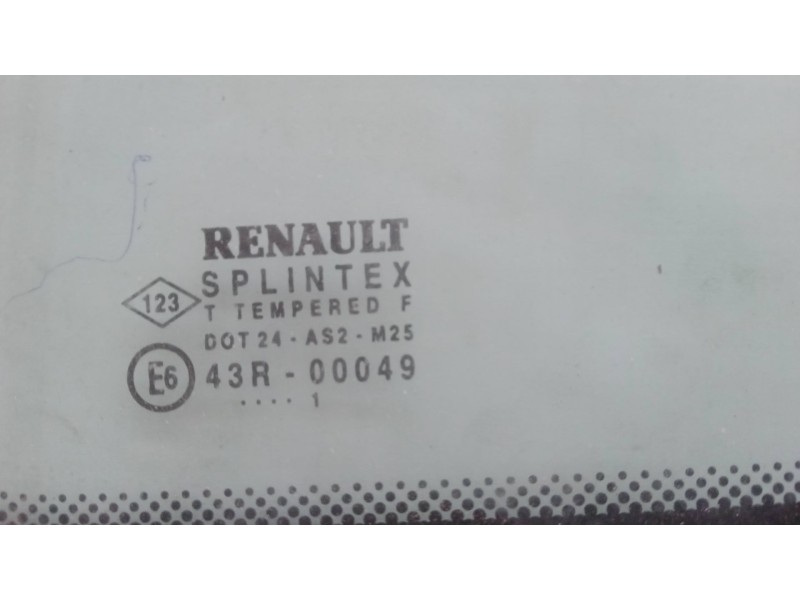 RENAULT
SPLINTEX
123
T TEMPERED F
DOT 24 - AS2 - M25
E6 43R - 00049
.... 1